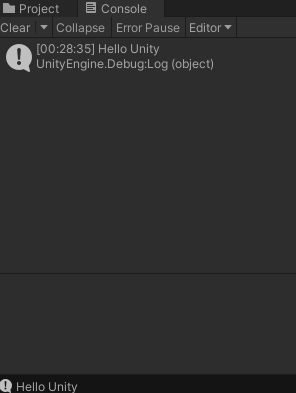 Project Console
Clear Collapse Error Pause Editor
[00:28:35] Hello Unity
UnityEngine.Debug:Log (object)
Hello Unity